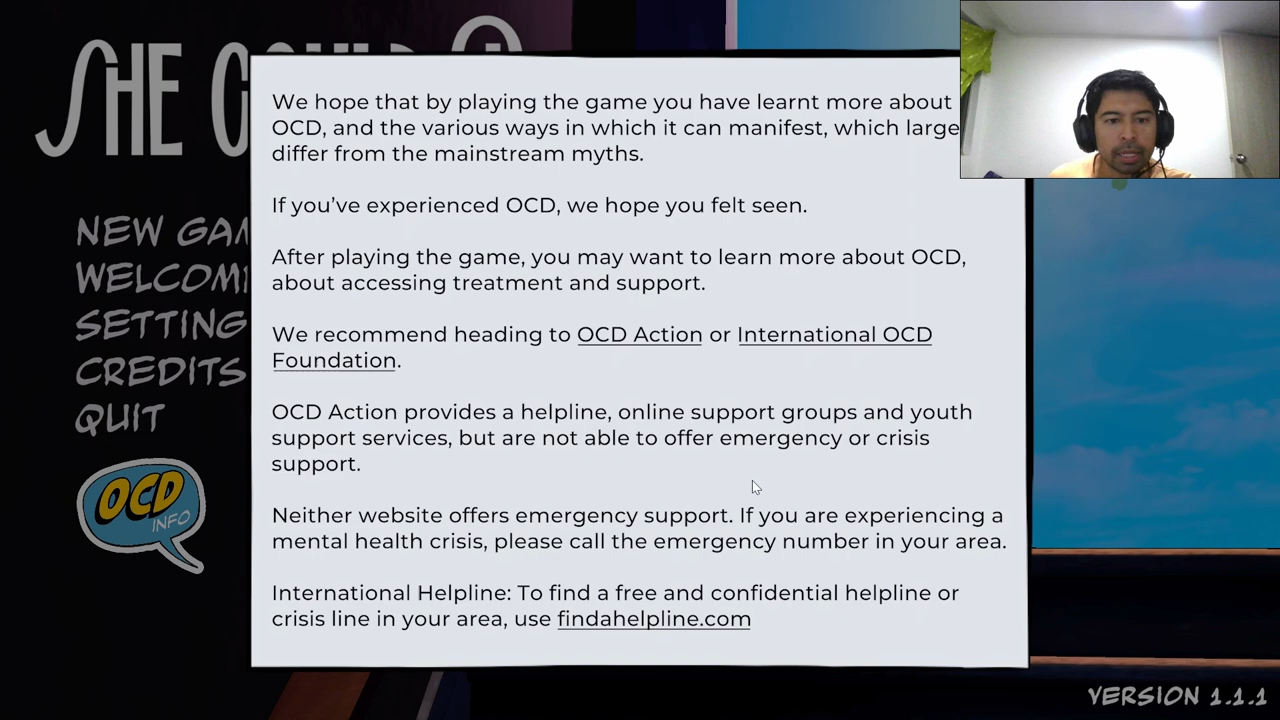 SHE
We hope that by playing the game you have learnt more about
OCD, and the various ways in which it can manifest, which large
differ from the mainstream myths.
If you've experienced OCD, we hope you felt seen.
After playing the game, you may want to learn more about OCD,
about accessing treatment and support.
We recommend heading to OCD Action or International OCD
Foundation.
OCD Action provides a helpline, online support groups and youth
support services, but are not able to offer emergency or crisis
support.
Neither website offers emergency support. If you are experiencing a
mental health crisis, please call the emergency number in your area.
International Helpline: To find a free and confidential helpline or
crisis line in your area, use findahelpline.com
NEW GAM
WELCOME
SETTING
CREDITS
QUIT
OCD
INFO
VERSION 1.1.1